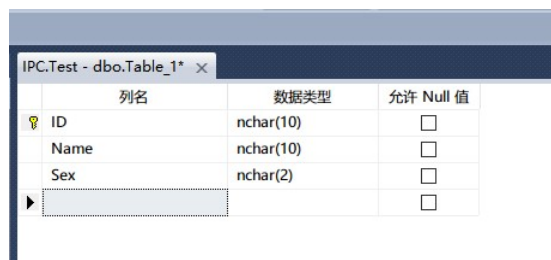 IPC.Test - dbo.Table_1* ×
列名 数据类型 允许 Null 值
ID nchar(10)
Name nchar(10)
Sex nchar(2)